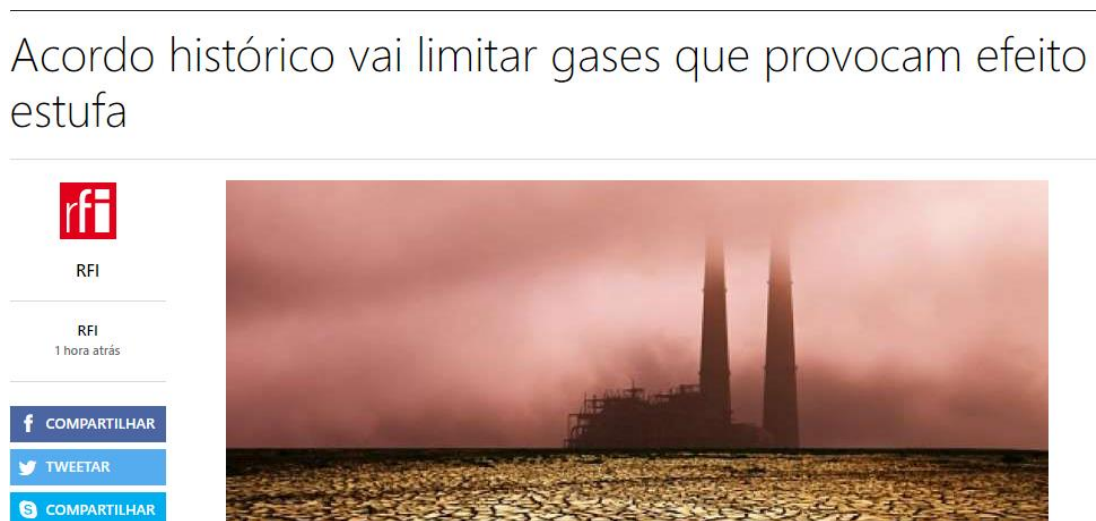 Acordo histórico vai limitar gases que provocam efeito
estufa
rfi
RFI
RFI
1 hora atrás
COMPARTILHAR
TWEETAR
COMPARTILHAR